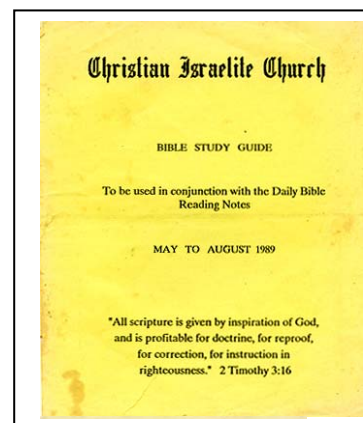 Christian Israelite Church
BIBLE STUDY GUIDE
To be used in conjunction with the Daily Bible
Reading Notes
MAY TO AUGUST 1989
"All scripture is given by inspiration of God,
and is profitable for doctrine, for reproof,
for correction, for instruction in
righteousness." 2 Timothy 3:16